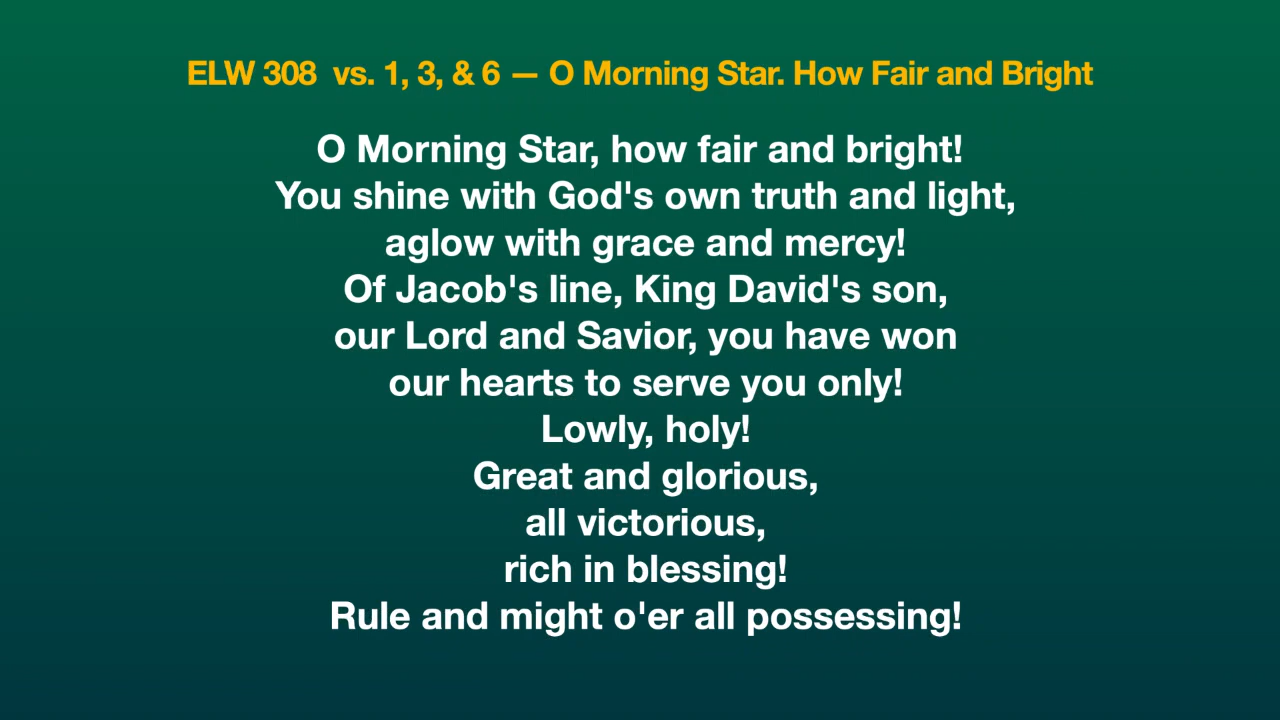 ELW 308  vs. 1, 3, & 6 — O Morning Star. How Fair and Bright
O Morning Star, how fair and bright!
You shine with God's own truth and light,
aglow with grace and mercy!
Of Jacob's line, King David's son,
our Lord and Savior, you have won
our hearts to serve you only!
Lowly, holy!
Great and glorious,
all victorious,
rich in blessing!
Rule and might o'er all possessing!